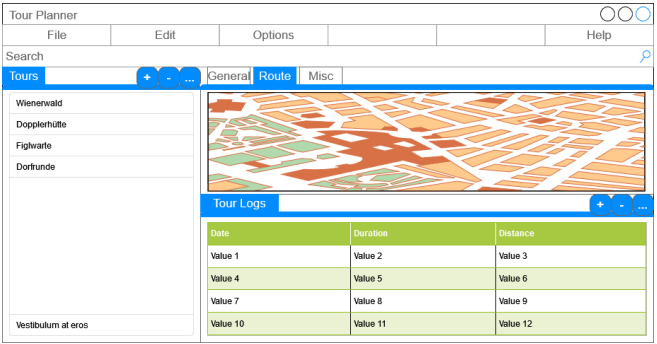 Tour Planner
File Edit Options Help
Search
Tours + - ... General Route Misc
Wienerwald
Dopplerhütte
Figlwarte
Dorfrunde
Vestibulum at eros
Tour Logs + - ...
Date Duration Distance
Value 1 Value 2 Value 3
Value 4 Value 5 Value 6
Value 7 Value 8 Value 9
Value 10 Value 11 Value 12